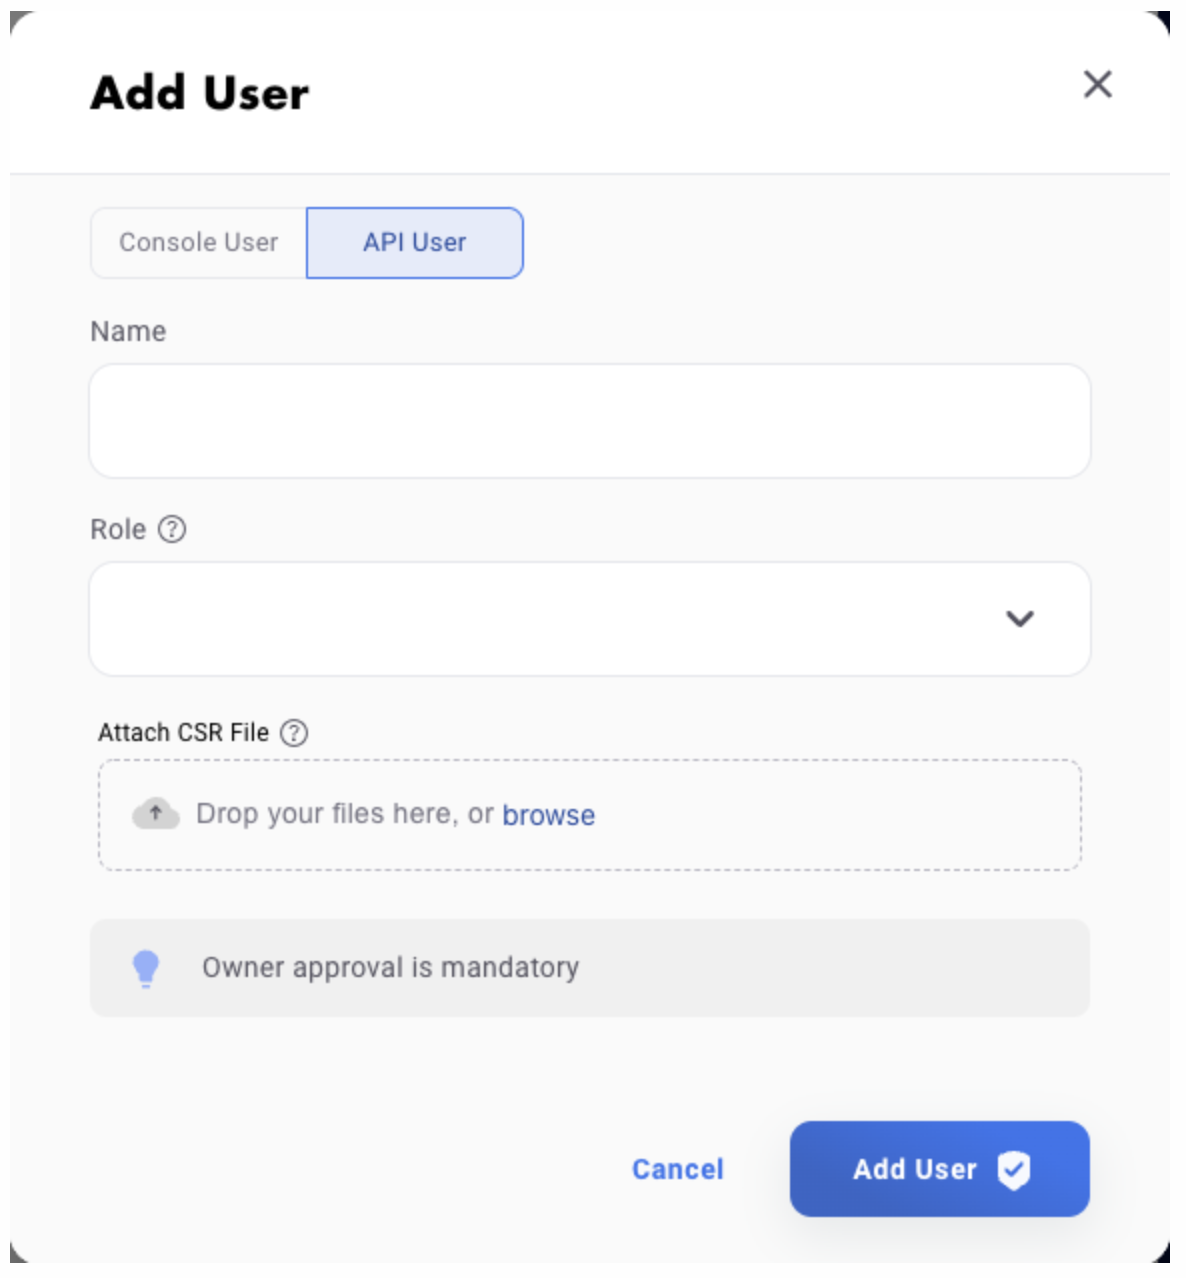 Add User
Console User API User
Name
Role ?
Attach CSR File ?
Drop your files here, or browse
Owner approval is mandatory
Cancel Add User